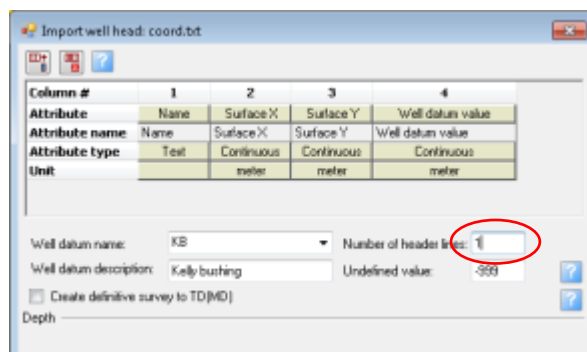 Import well head: coord.txt
Column # 1 2 3 4
Attribute Name Surface X Surface Y Well datum value
Attribute name Name Surface X Surface Y Well datum value
Attribute type Text Continuous Continuous Continuous
Unit meter meter meter
Well datum name: KB Number of header lines: 1
Well datum description: Kelly bushing Undefined value: -999
Create definitive survey to TD(MD)
Depth